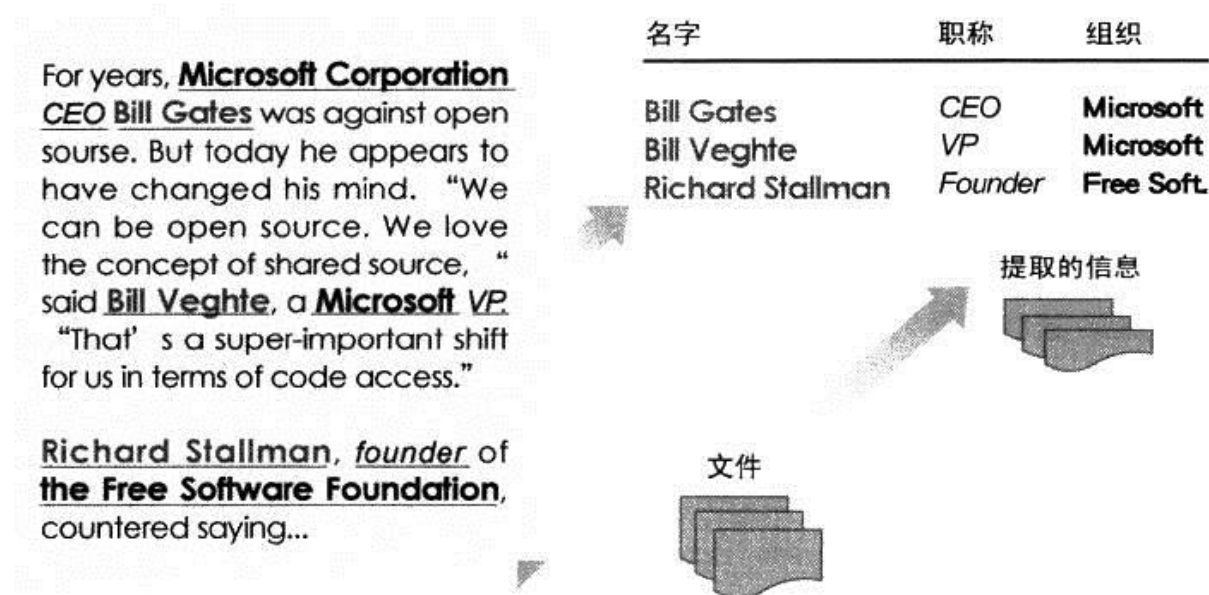 For years, Microsoft Corporation
CEO Bill Gates was against open
sourse. But today he appears to
have changed his mind. “We
can be open source. We love
the concept of shared source, “
said Bill Veghte, a Microsoft VP.
“That’ s a super-important shift
for us in terms of code access.”
Richard Stallman, founder of
the Free Software Foundation,
countered saying...
名字 职称 组织
Bill Gates CEO Microsoft
Bill Veghte VP Microsoft
Richard Stallman Founder Free Soft.
提取的信息
文件